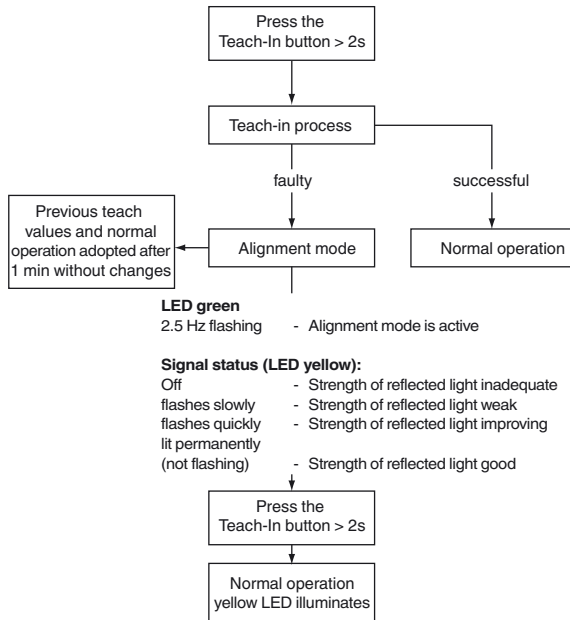 Press the
Teach-In button > 2s
Teach-in process
faulty
successful
Previous teach
values and normal
operation adopted after
1 min without changes
Alignment mode
Normal operation
LED green
2.5 Hz flashing - Alignment mode is active
Signal status (LED yellow):
Off - Strength of reflected light inadequate
flashes slowly - Strength of reflected light weak
flashes quickly - Strength of reflected light improving
lit permanently
(not flashing) - Strength of reflected light good
Press the
Teach-In button > 2s
Normal operation
yellow LED illuminates